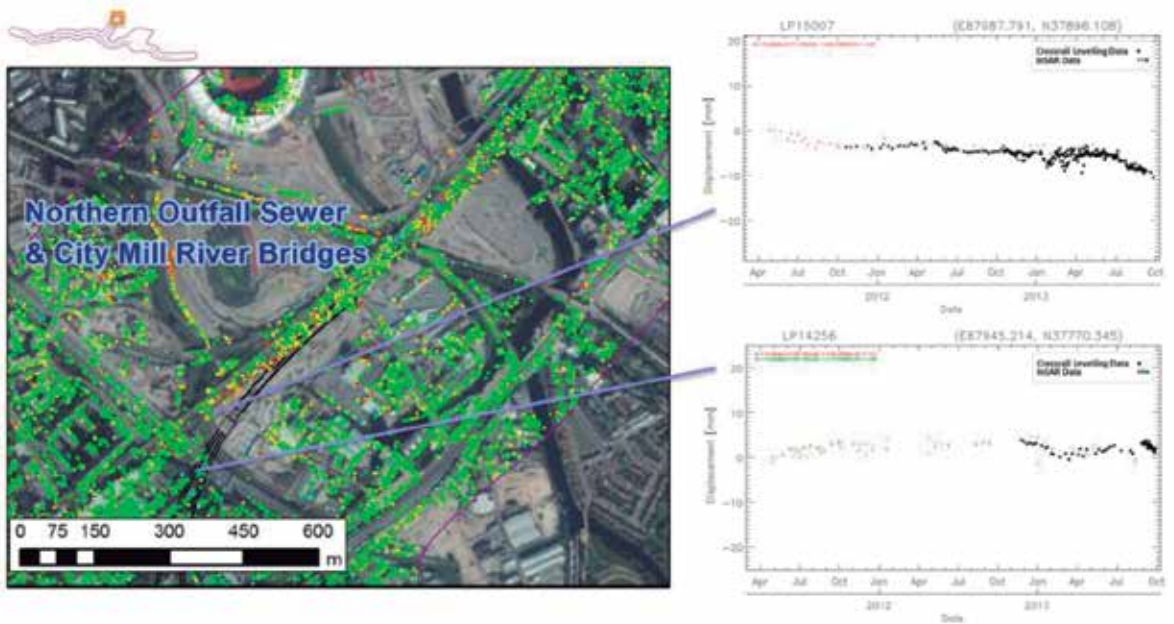 Northern Outfall Sewer
& City Mill River Bridges
0 75 150 300 450 600
m
LP15007 (E87987.791, N37896.108)
Crossrail Levelling Data
InSAR Data
Displacement [mm]
20
10
0
-10
-20
Apr Jul Oct Jan Apr Jul Oct Jan Apr Jul Oct
2012 2013
Date
LP14256 (E87945.214, N37770.345)
Crossrail Levelling Data
InSAR Data
Displacement [mm]
20
10
0
-10
-20
Apr Jul Oct Jan Apr Jul Oct Jan Apr Jul Oct
2012 2013
Date